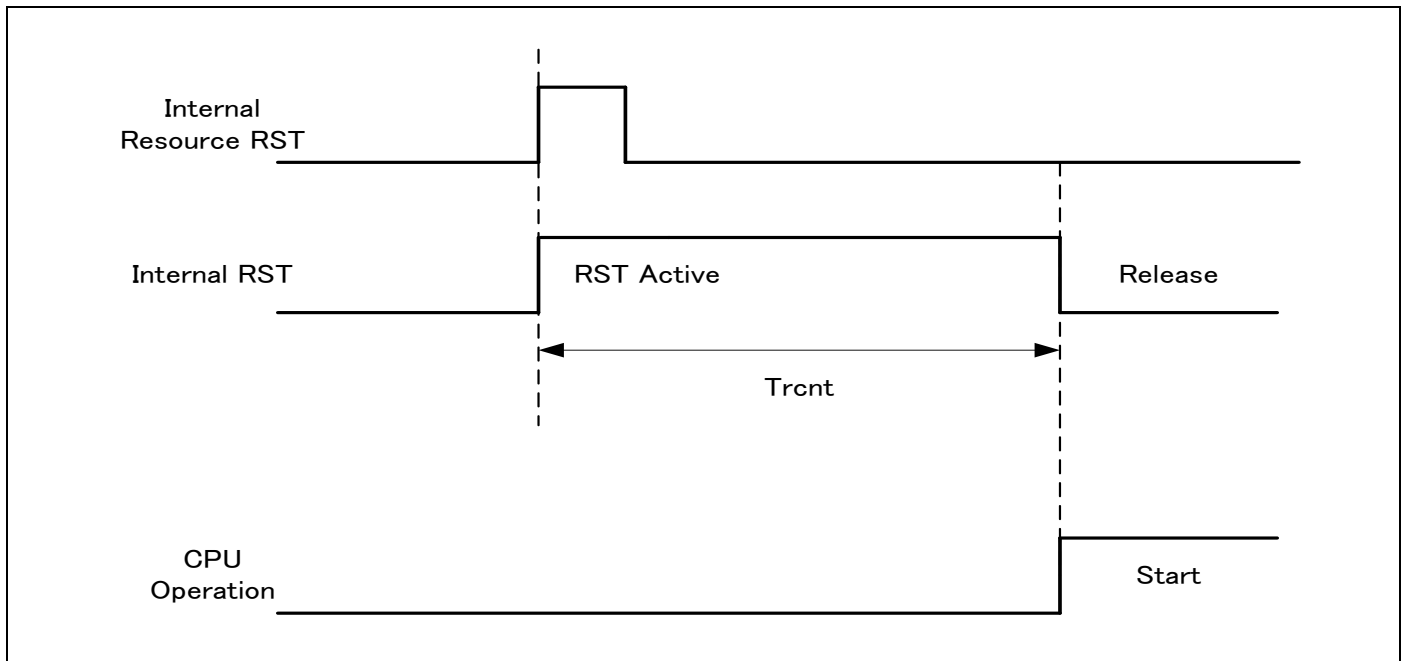 Internal
Resource RST
Internal RST
RST Active
Release
Trcnt
CPU
Operation
Start